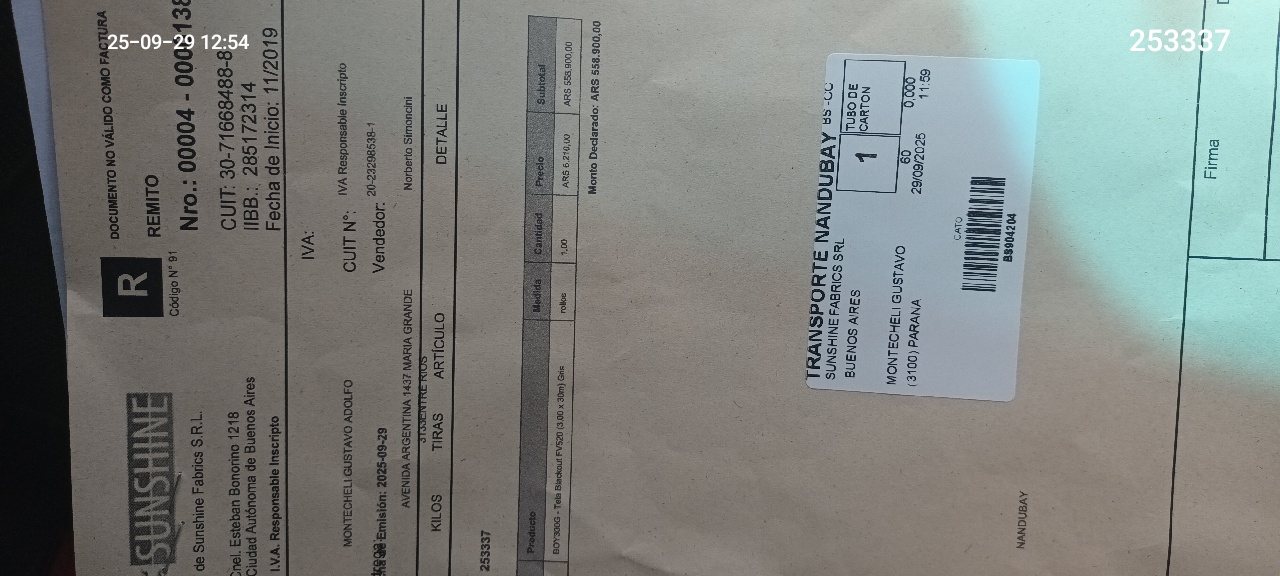 25-09-29 12:54
253337
SUNSHINE
de Sunshine Fabrics S.R.L.
Cnel. Esteban Bonorino 1218
Ciudad Autónoma de Buenos Aires
I.V.A. Responsable Inscripto
R
Código N° 91
DOCUMENTO NO VÁLIDO COMO FACTURA
REMITO
Nro.: 00004 -
CUIT: 30-71668488-8
IIBB.: 285172314
Fecha de Inicio: 11/2019
IVA:
MONTECHELI GUSTAVO ADOLFO
CUIT N°: IVA Responsable Inscripto
Emisión: 2025-09-29
Vendedor: 20-23298538-1
AVENIDA ARGENTINA 1437 MARIA GRANDE
Norberto Simoncini
ENTRE RIOS
KILOS TIRAS ARTÍCULO DETALLE
253337
Producto Medida Cantidad Precio Subtotal
BOY300G - Tela Blackout FV520 (3,00 x 30m) Gris rollos 1,00 ARS 6.210,00 ARS 558.900,00
Monto Declarado: ARS 558.900,00
TRANSPORTE NANDUBAY BS -CC
SUNSHINE FABRICS SRL
BUENOS AIRES
1
TUBO DE
CARTON
MONTECHELI GUSTAVO
60 0,000
(3100) PARANA
29/09/2025 11:59
CATO
BS904204
NANDUBAY
Firma